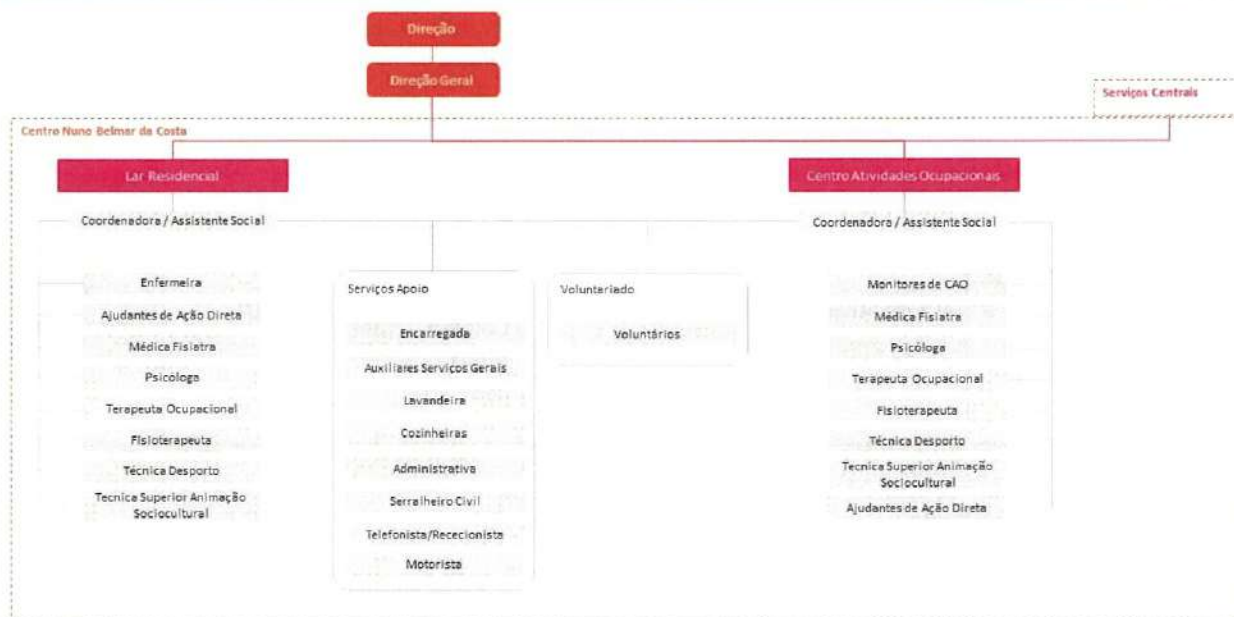 Direção
Direção Geral
Serviços Centrais
Centro Nuno Belmar da Costa
Lar Residencial
Centro Atividades Ocupacionais
Coordenadora / Assistente Social
Coordenadora / Assistente Social
Enfermeira
Ajudantes de Ação Direta
Médica Fisiatra
Psicóloga
Terapeuta Ocupacional
Fisioterapeuta
Técnica Desporto
Tecnica Superior Animação
Sociocultural
Serviços Apoio
Encarregada
Auxiliares Serviços Gerais
Lavandeira
Cozinheiras
Administrativa
Serralheiro Civil
Telefonista/Rececionista
Motorista
Voluntariado
Voluntários
Monitores de CAO
Médica Fisiatra
Psicóloga
Terapeuta Ocupacional
Fisioterapeuta
Técnica Desporto
Tecnica Superior Animação
Sociocultural
Ajudantes de Ação Direta